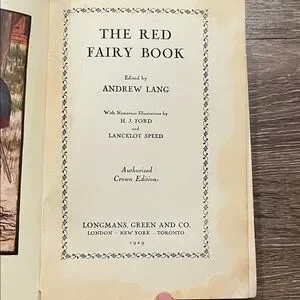 THE RED
FAIRY BOOK
Edited by
ANDREW LANG
With Numerous Illustrations by
H. J. FORD
and
LANCELOT SPEED
Authorized
Crown Edition
LONGMANS, GREEN AND CO.
LONDON · NEW YORK · TORONTO
1929